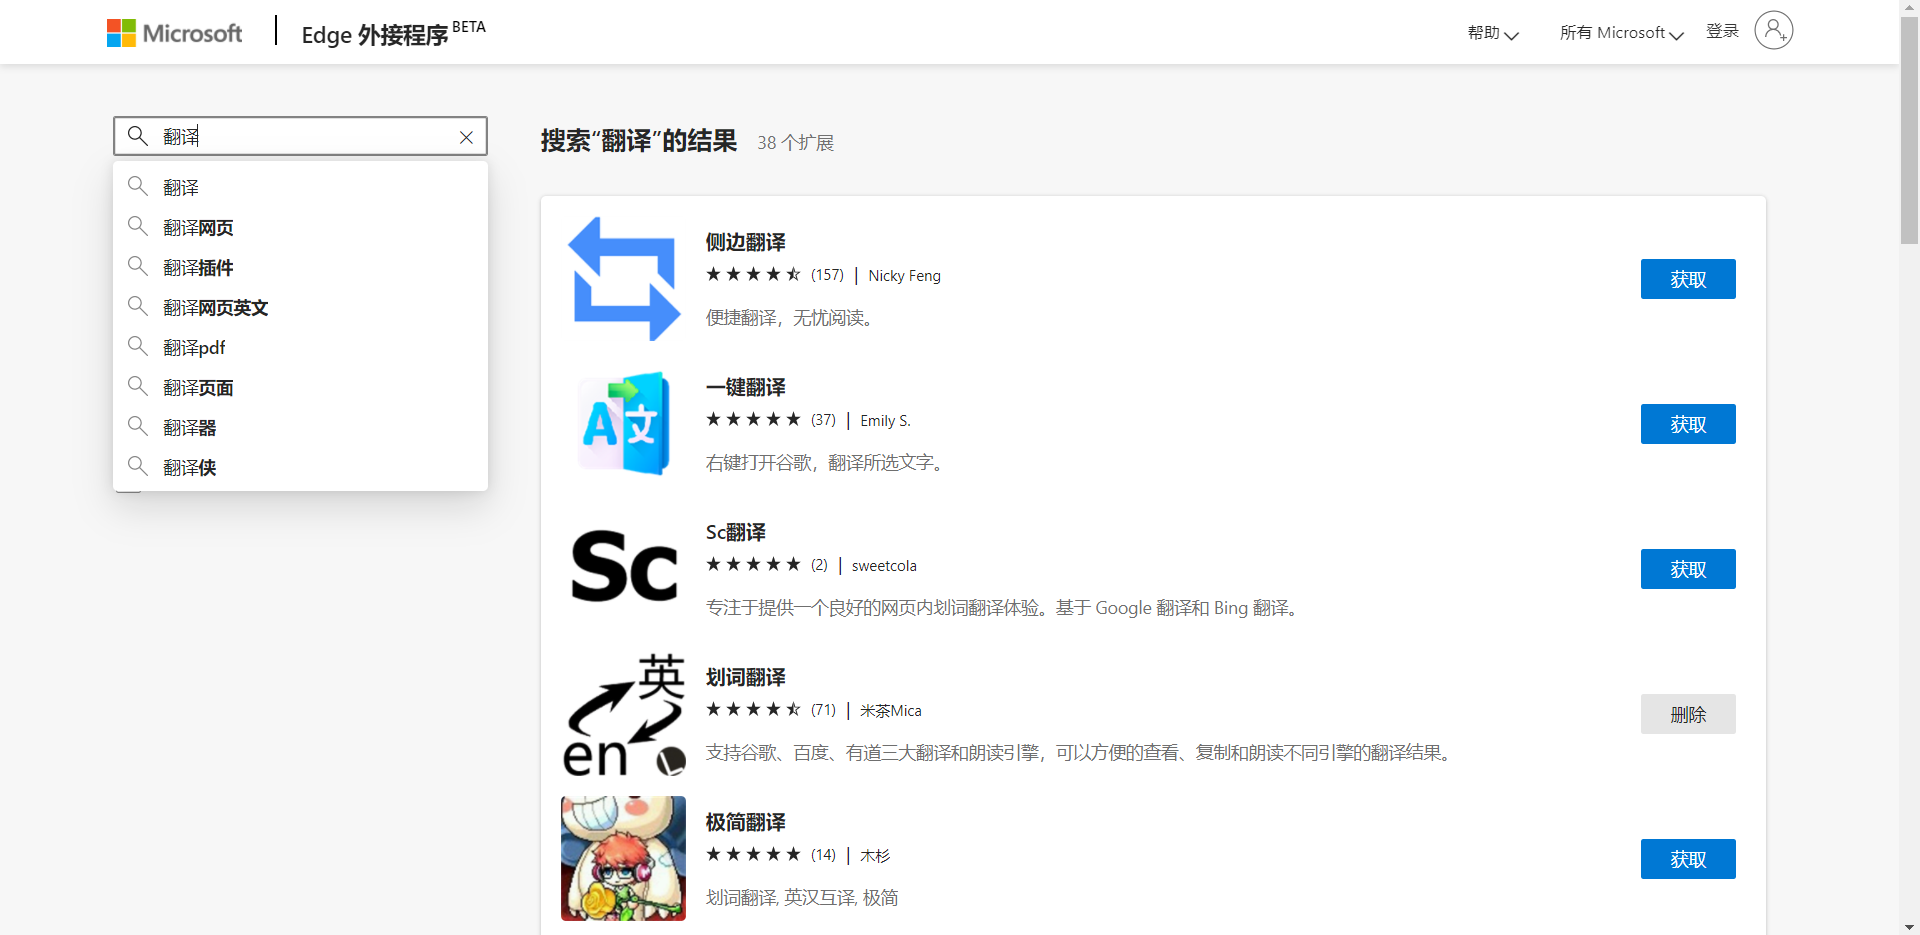 Microsoft
Edge 外接程序 BETA
帮助
所有 Microsoft
登录
翻译
翻译
翻译网页
翻译插件
翻译网页英文
翻译pdf
翻译页面
翻译器
翻译侠
搜索“翻译”的结果 38 个扩展
侧边翻译
(157) | Nicky Feng
便捷翻译，无忧阅读。
获取
A文
一键翻译
(37) | Emily S.
右键打开谷歌，翻译所选文字。
获取
Sc
Sc翻译
(2) | sweetcola
专注于提供一个良好的网页内划词翻译体验。基于 Google 翻译和 Bing 翻译。
获取
英
en
划词翻译
(71) | 米茶Mica
支持谷歌、百度、有道三大翻译和朗读引擎，可以方便的查看、复制和朗读不同引擎的翻译结果。
删除
极简翻译
(14) | 木杉
划词翻译, 英汉互译, 极简
获取